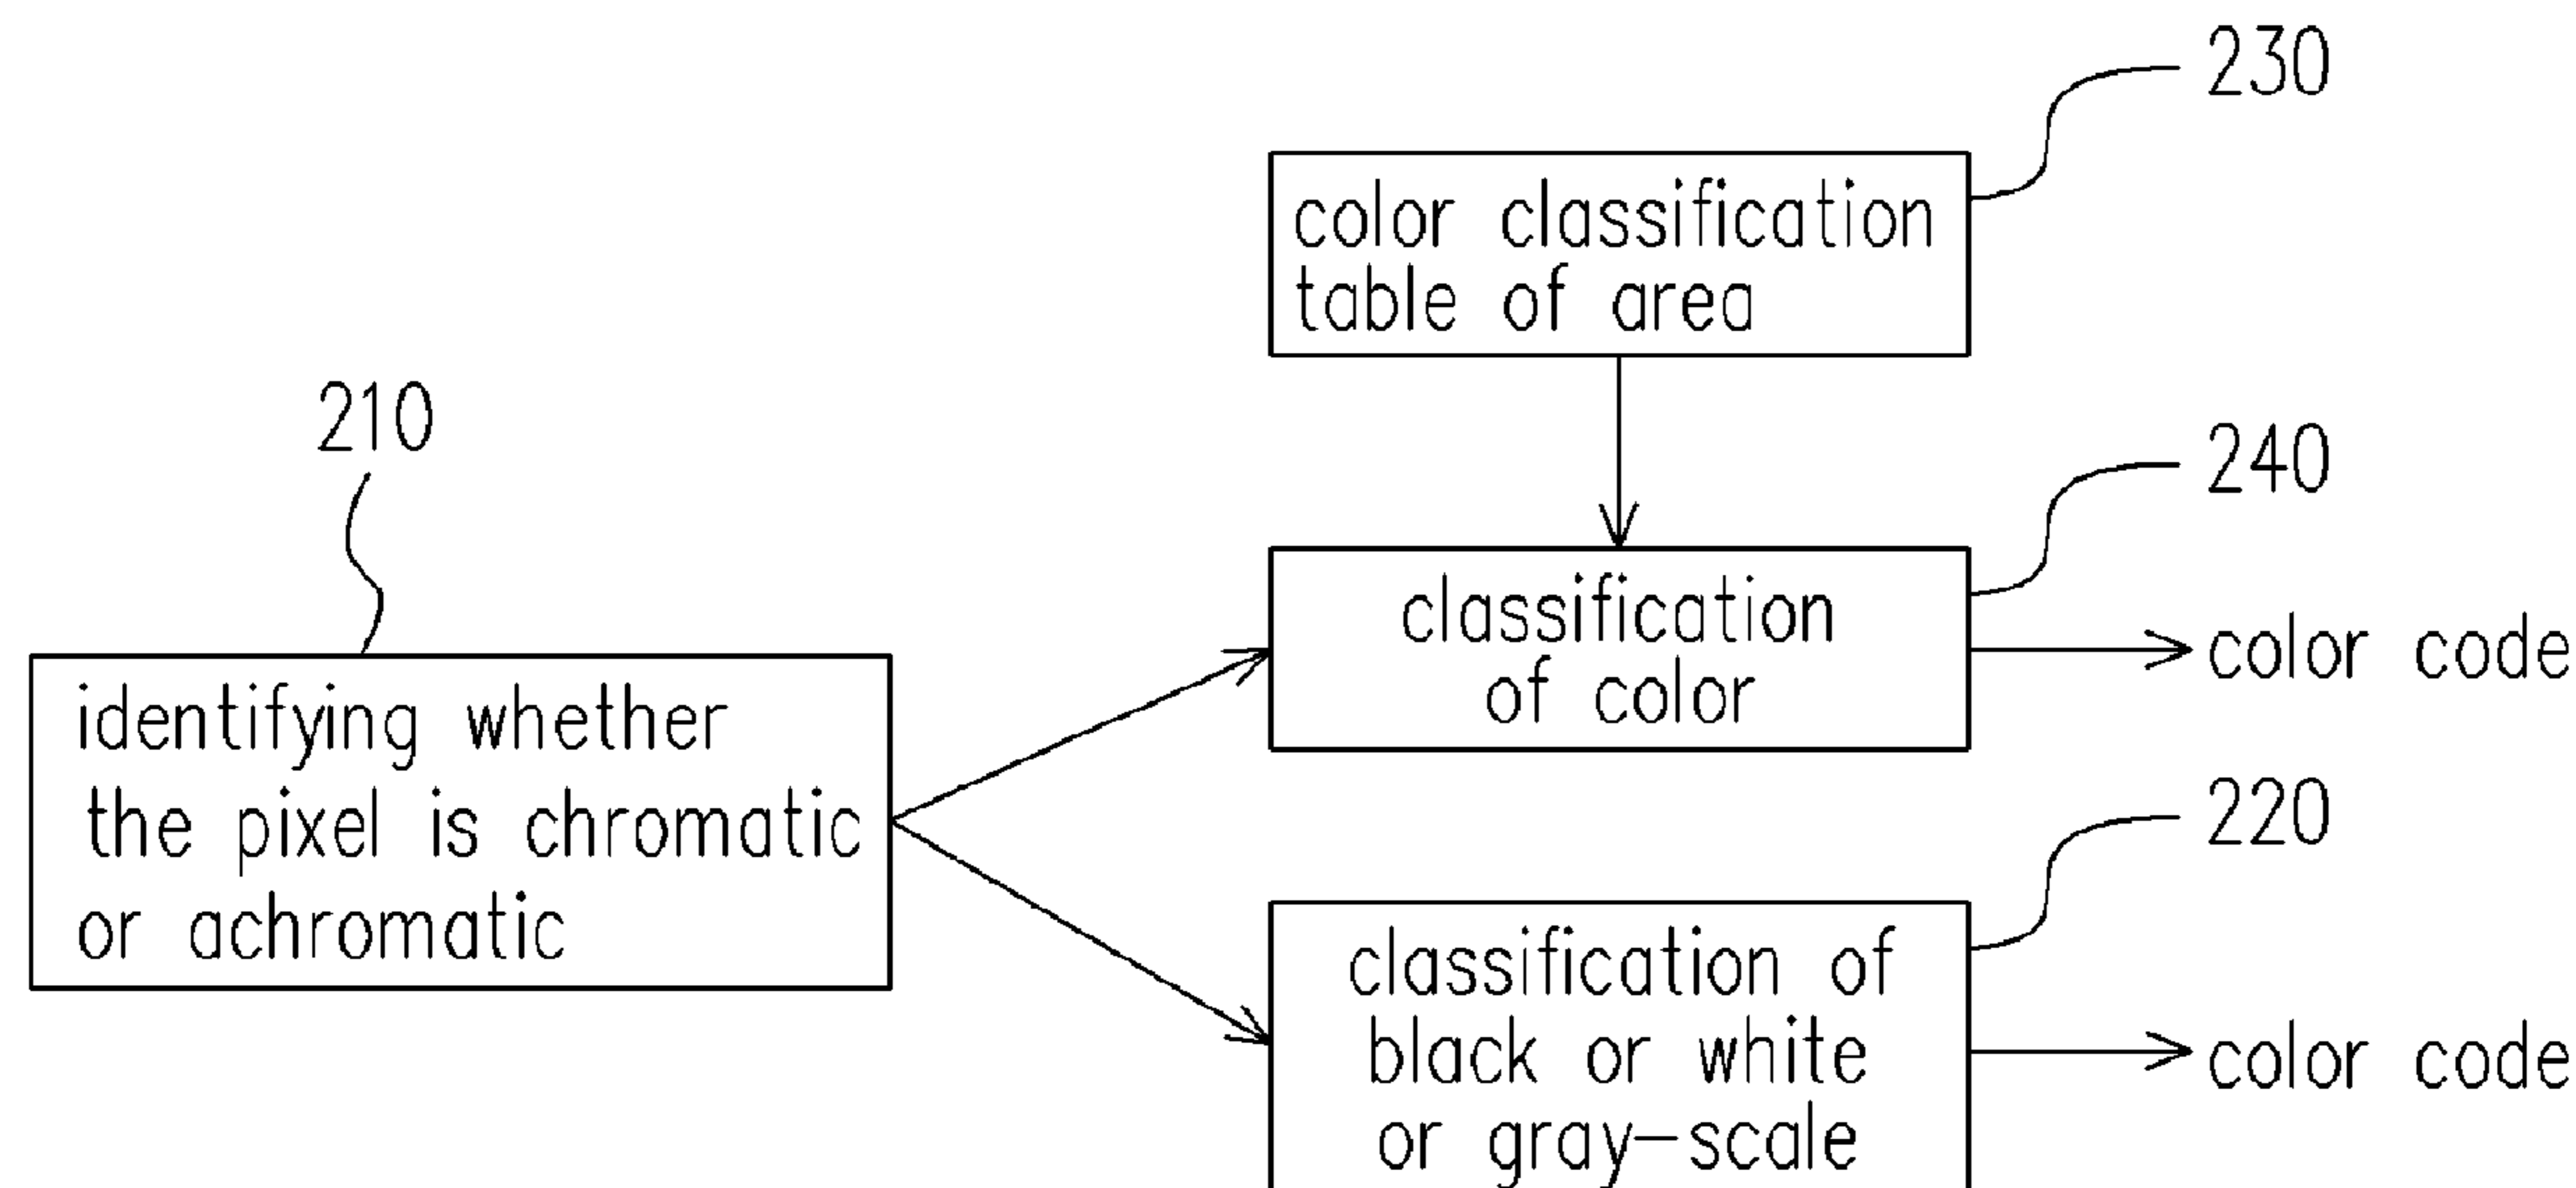 230
color classification
table of area
210
240
classification
of color
color code
identifying whether
the pixel is chromatic
or achromatic
220
classification of
black or white
or gray-scale
color code